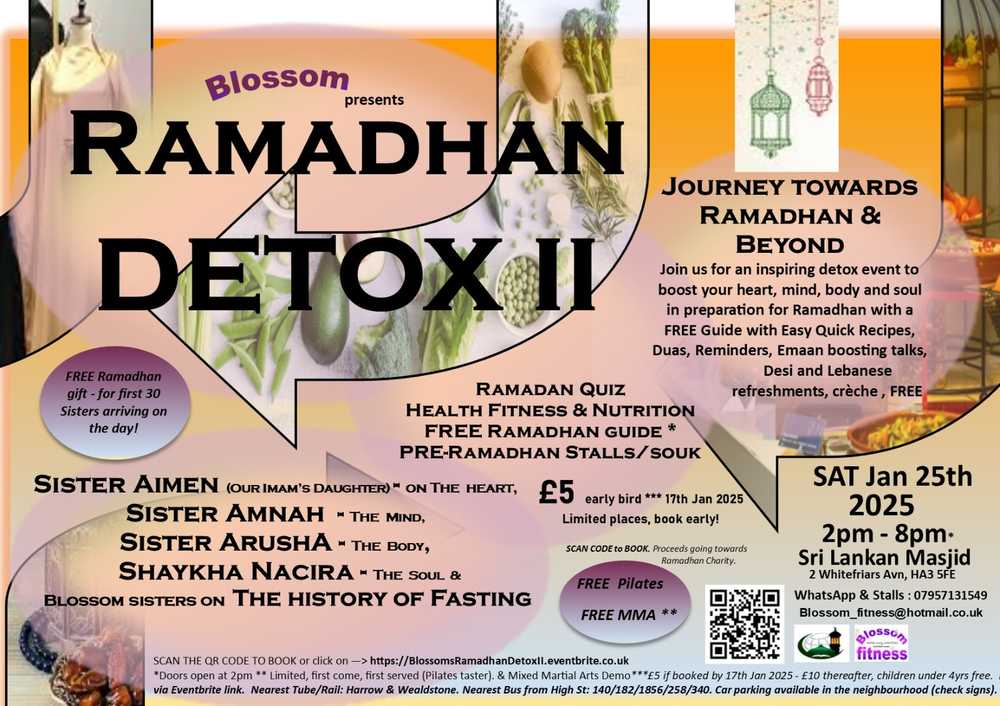 Blossom
presents
RAMADHAN
DETOX II
JOURNEY TOWARDS
RAMADHAN &
BEYOND
Join us for an inspiring detox event to
boost your heart, mind, body and soul
in preparation for Ramadhan with a
FREE Guide with Easy Quick Recipes,
Duas, Reminders, Emaan boosting talks,
Desi and Lebanese
refreshments, crèche , FREE
FREE Ramadhan
gift - for first 30
Sisters arriving on
the day!
RAMADAN QUIZ
HEALTH FITNESS & NUTRITION
FREE RAMADHAN GUIDE *
PRE-RAMADHAN STALLS/SOUK
SISTER AIMEN (OUR IMAM'S DAUGHTER) - ON THE HEART,
SISTER AMNAH - THE MIND,
SISTER ARUSHA - THE BODY,
SHAYKHA NACIRA - THE SOUL &
BLOSSOM SISTERS ON THE HISTORY OF FASTING
£5 early bird *** 17th Jan 2025
Limited places, book early!
SCAN CODE to BOOK. Proceeds going towards
Ramadhan Charity.
FREE Pilates
FREE MMA **
SAT Jan 25th
2025
2pm - 8pm*
Sri Lankan Masjid
2 Whitefriars Avn, HA3 5FE
WhatsApp & Stalls : 07957131549
Blossom_fitness@hotmail.co.uk
Blossom
fitness
SCAN THE QR CODE TO BOOK or click on —> https://BlossomsRamadhanDetoxII.eventbrite.co.uk
*Doors open at 2pm ** Limited, first come, first served (Pilates taster). & Mixed Martial Arts Demo***£5 if booked by 17th Jan 2025 - £10 thereafter, children under 4yrs free.
via Eventbrite link. Nearest Tube/Rail: Harrow & Wealdstone. Nearest Bus from High St: 140/182/1856/258/340. Car parking available in the neighbourhood (check signs).